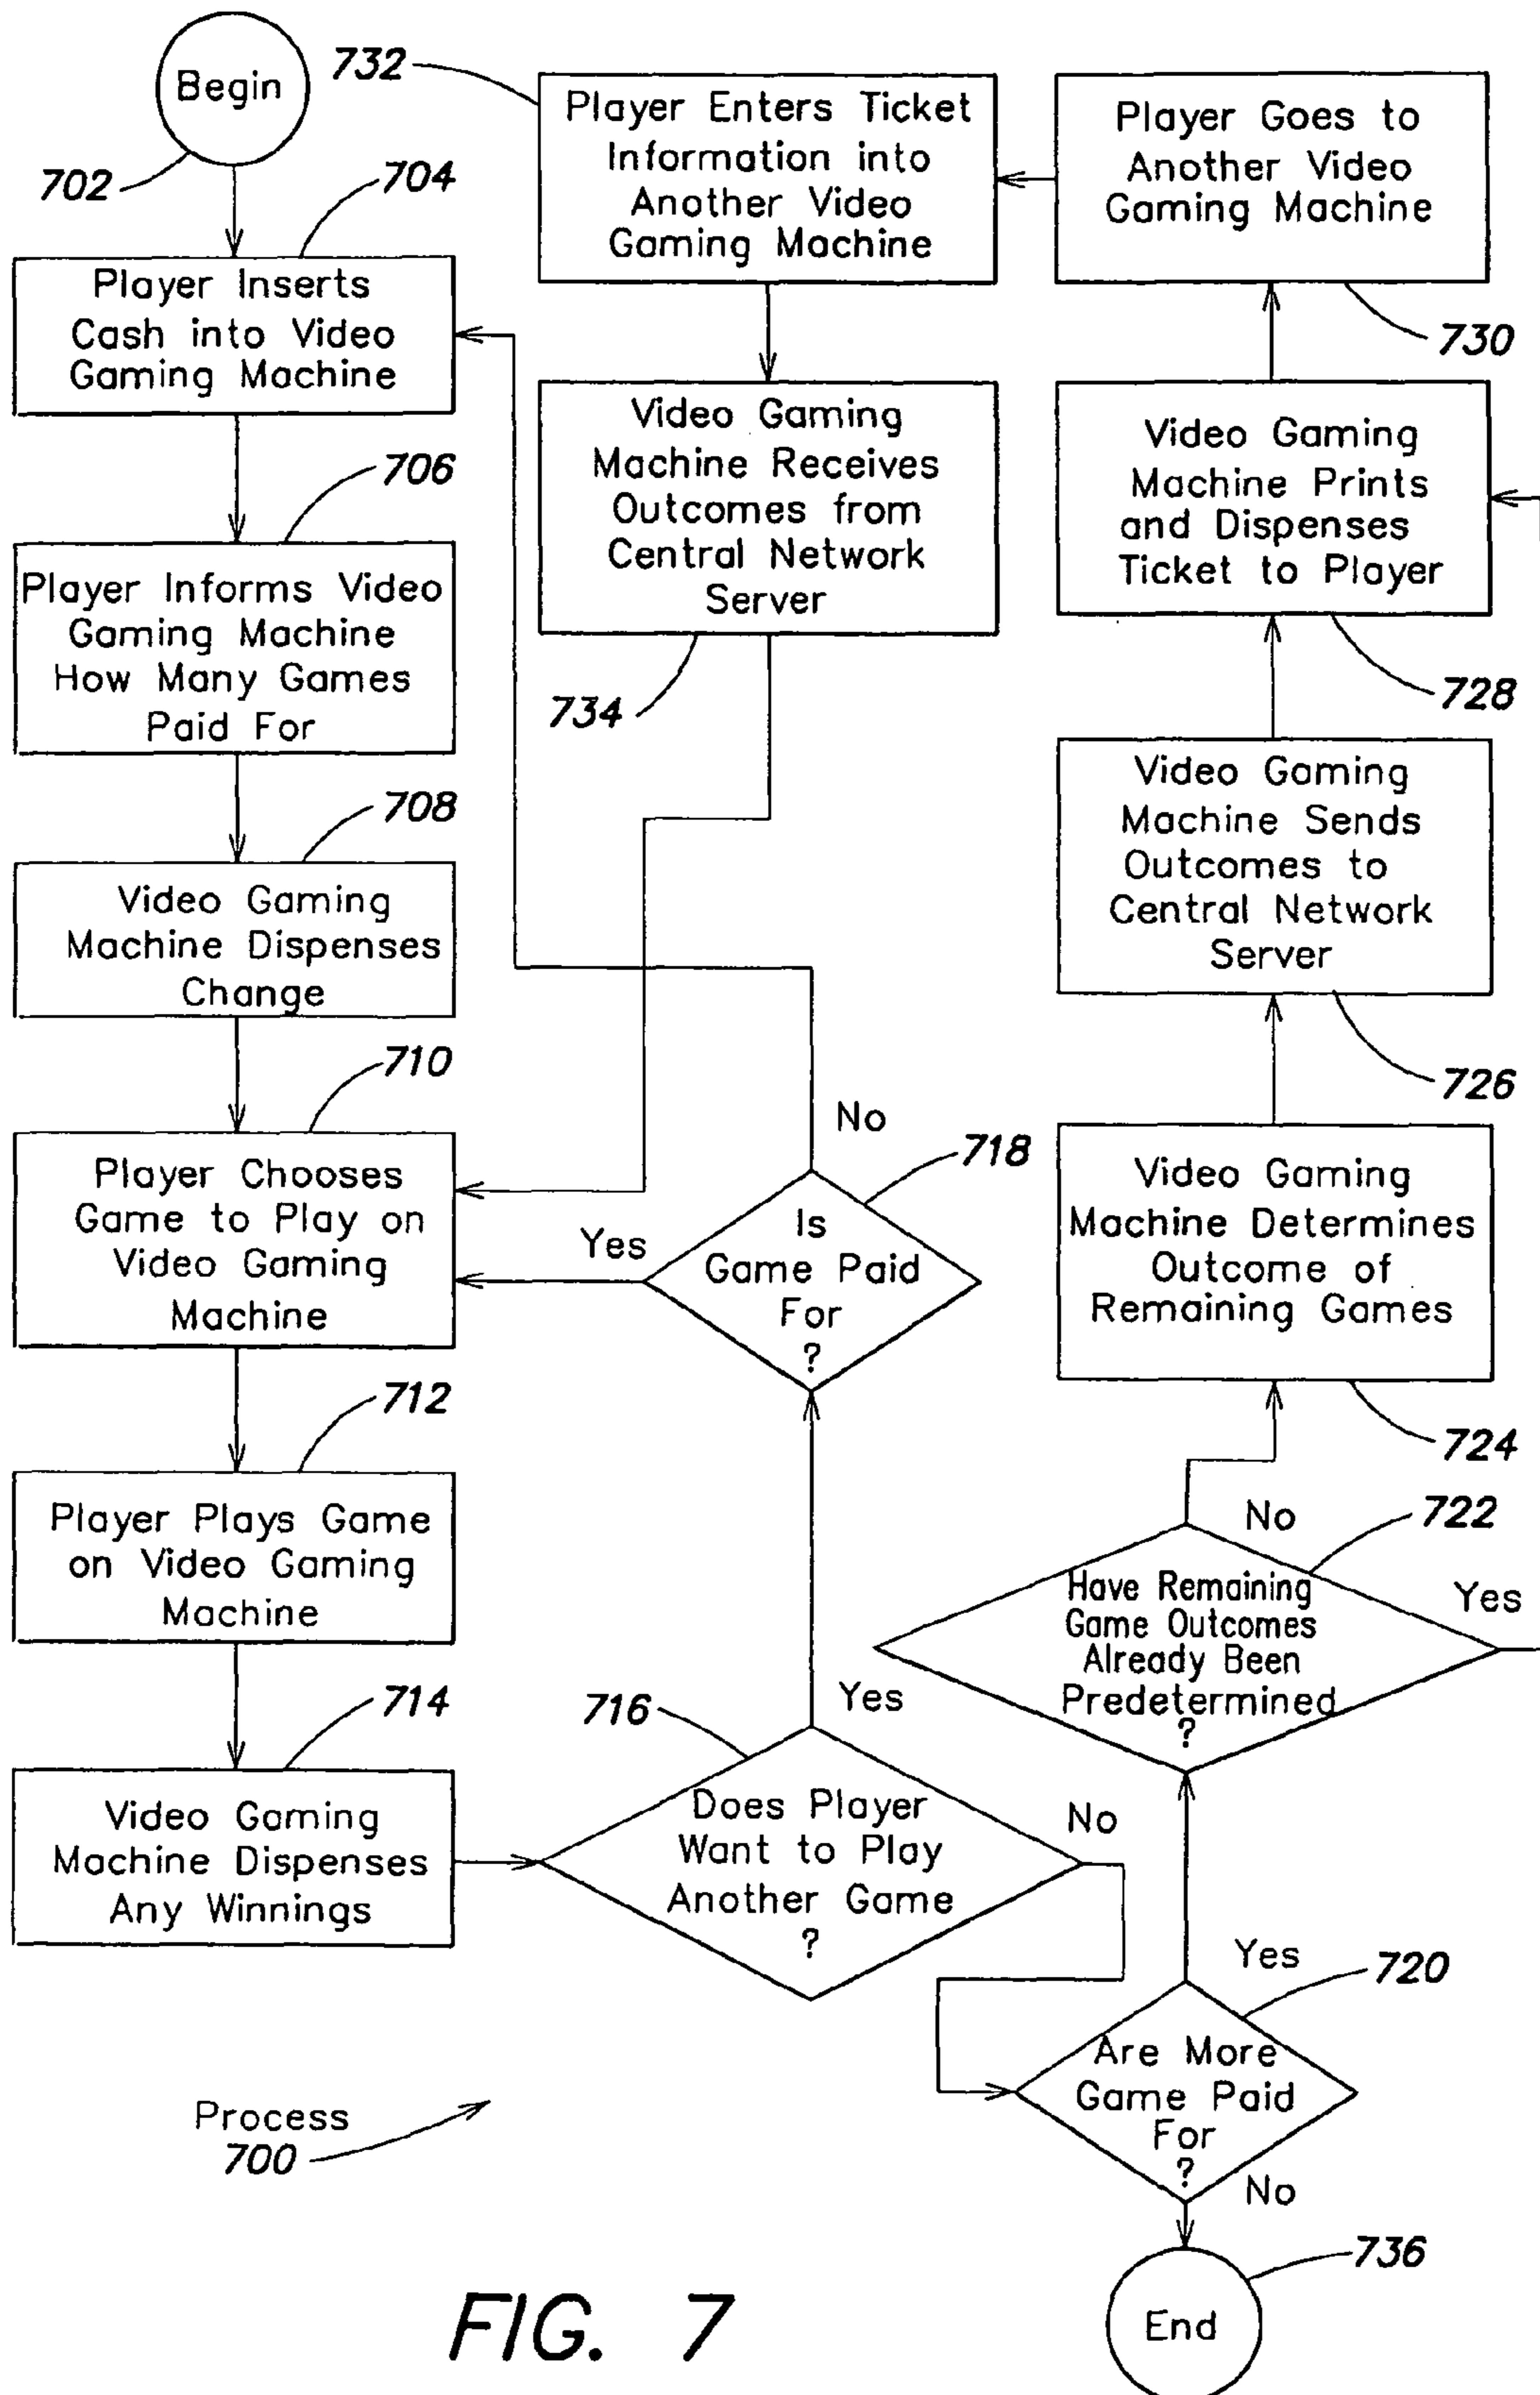 Begin
702
704
Player Inserts
Cash into Video
Gaming Machine
706
Player Informs Video
Gaming Machine
How Many Games
Paid For
708
Video Gaming
Machine Dispenses
Change
710
Player Chooses
Game to Play on
Video Gaming
Machine
712
Player Plays Game
on Video Gaming
Machine
714
Video Gaming
Machine Dispenses
Any Winnings
716
Does Player
Want to Play
Another Game
?
Yes
No
718
Is
Game Paid
For
?
Yes
No
720
Are More
Game Paid
For
?
Yes
No
722
Have Remaining
Game Outcomes
Already Been
Predetermined
?
No
Yes
724
Video Gaming
Machine Determines
Outcome of
Remaining Games
726
Video Gaming
Machine Sends
Outcomes to
Central Network
Server
728
Video Gaming
Machine Prints
and Dispenses
Ticket to Player
730
Player Goes to
Another Video
Gaming Machine
732
Player Enters Ticket
Information into
Another Video
Gaming Machine
734
Video Gaming
Machine Receives
Outcomes from
Central Network
Server
736
End
Process
700
FIG. 7